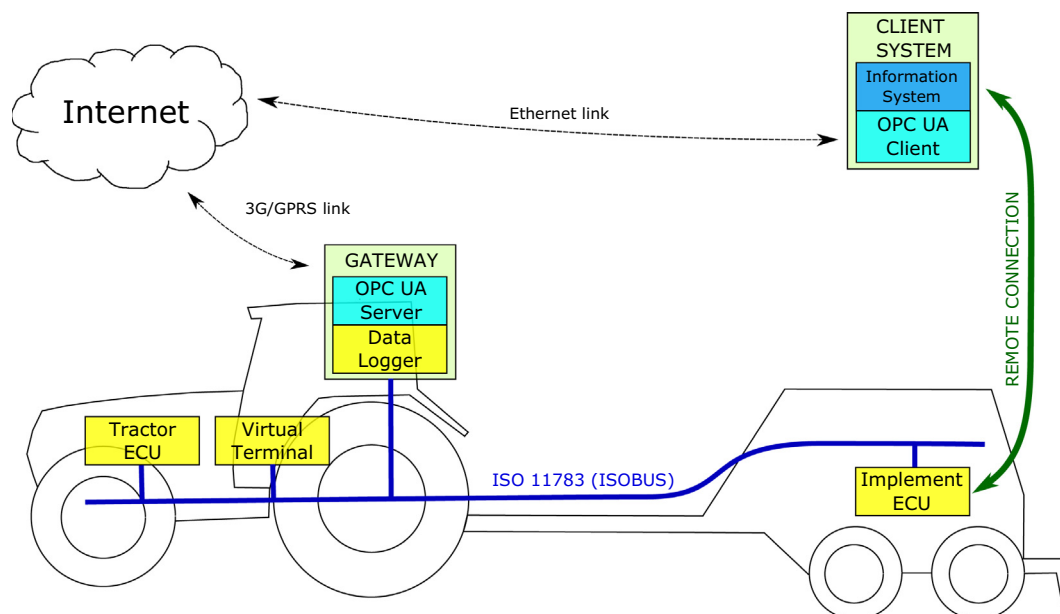 CLIENT
SYSTEM
Information
System
OPC UA
Client
Internet
Ethernet link
3G/GPRS link
GATEWAY
OPC UA
Server
Data
Logger
REMOTE CONNECTION
Tractor
ECU
Virtual
Terminal
ISO 11783 (ISOBUS)
Implement
ECU